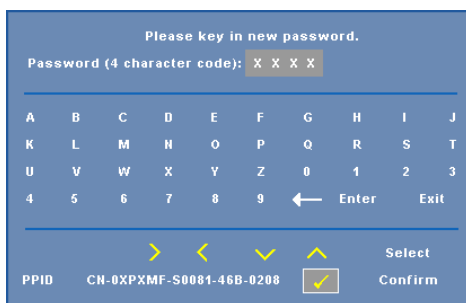 Please key in new password.
Password (4 character code): X X X X
A B C D E F G H I J
K L M N O P Q R S T
U V W X Y Z 0 1 2 3
4 5 6 7 8 9 Enter Exit
Select
PPID CN-0XPXMF-S0081-46B-0208 Confirm